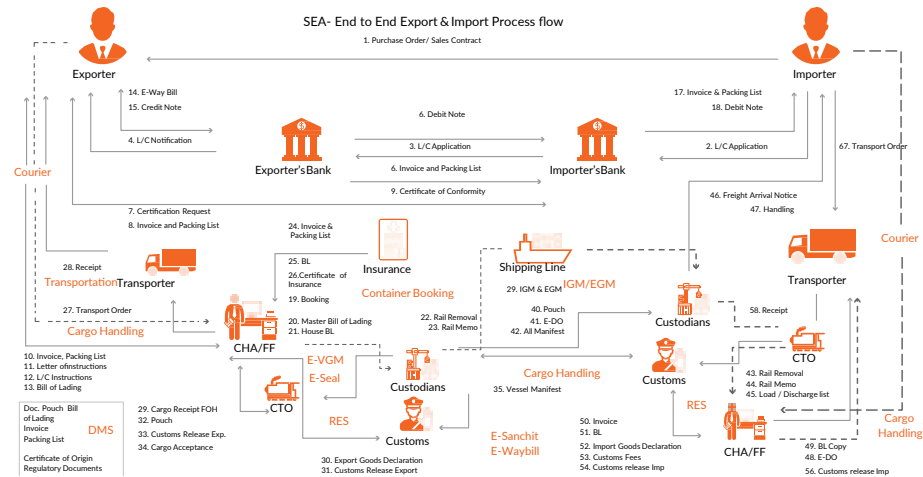 SEA- End to End Export & Import Process flow
1. Purchase Order/ Sales Contract
Exporter
Importer
14. E-Way Bill
15. Credit Note
4. L/C Notification
6. Debit Note
3. L/C Application
6. Invoice and Packing List
9. Certificate of Conformity
17. Invoice & Packing List
18. Debit Note
2. L/C Application
67. Transport Order
Exporter'sBank
Importer'sBank
Courier
46. Freight Arrival Notice
47. Handling
7. Certification Request
8. Invoice and Packing List
24. Invoice &
Packing List
Courier
25. BL
26.Certificate of
Insurance
19. Booking
Insurance
Shipping Line
28. Receipt
Transportation
Transporter
Transporter
29. IGM & EGM
IGM/EGM
Container Booking
27. Transport Order
Cargo Handling
20. Master Bill of Lading
21. House BL
22. Rail Removal
23. Rail Memo
40. Pouch
41. E-DO
42. All Manifest
Custodians
58. Receipt
CHA/FF
10. Invoice, Packing List
11. Letter ofinstructions
12. L/C Instructions
13. Bill of Lading
E-VGM
E-Seal
CTO
Custodians
Cargo Handling
35. Vessel Manifest
Customs
CTO
43. Rail Removal
44. Rail Memo
45. Load / Discharge list
Doc. Pouch Bill
of Lading
Invoice
Packing List
DMS
Certificate of Origin
Regulatory Documents
29. Cargo Receipt FOH
32. Pouch
33. Customs Release Exp.
34. Cargo Acceptance
RES
Customs
30. Export Goods Declaration
31. Customs Release Export
E-Sanchit
E-Waybill
RES
50. Invoice
51. BL
52. Import Goods Declaration
53. Customs Fees
54. Customs release Imp
CHA/FF
Cargo
Handling
49. BL Copy
48. E-DO
56. Customs release Imp